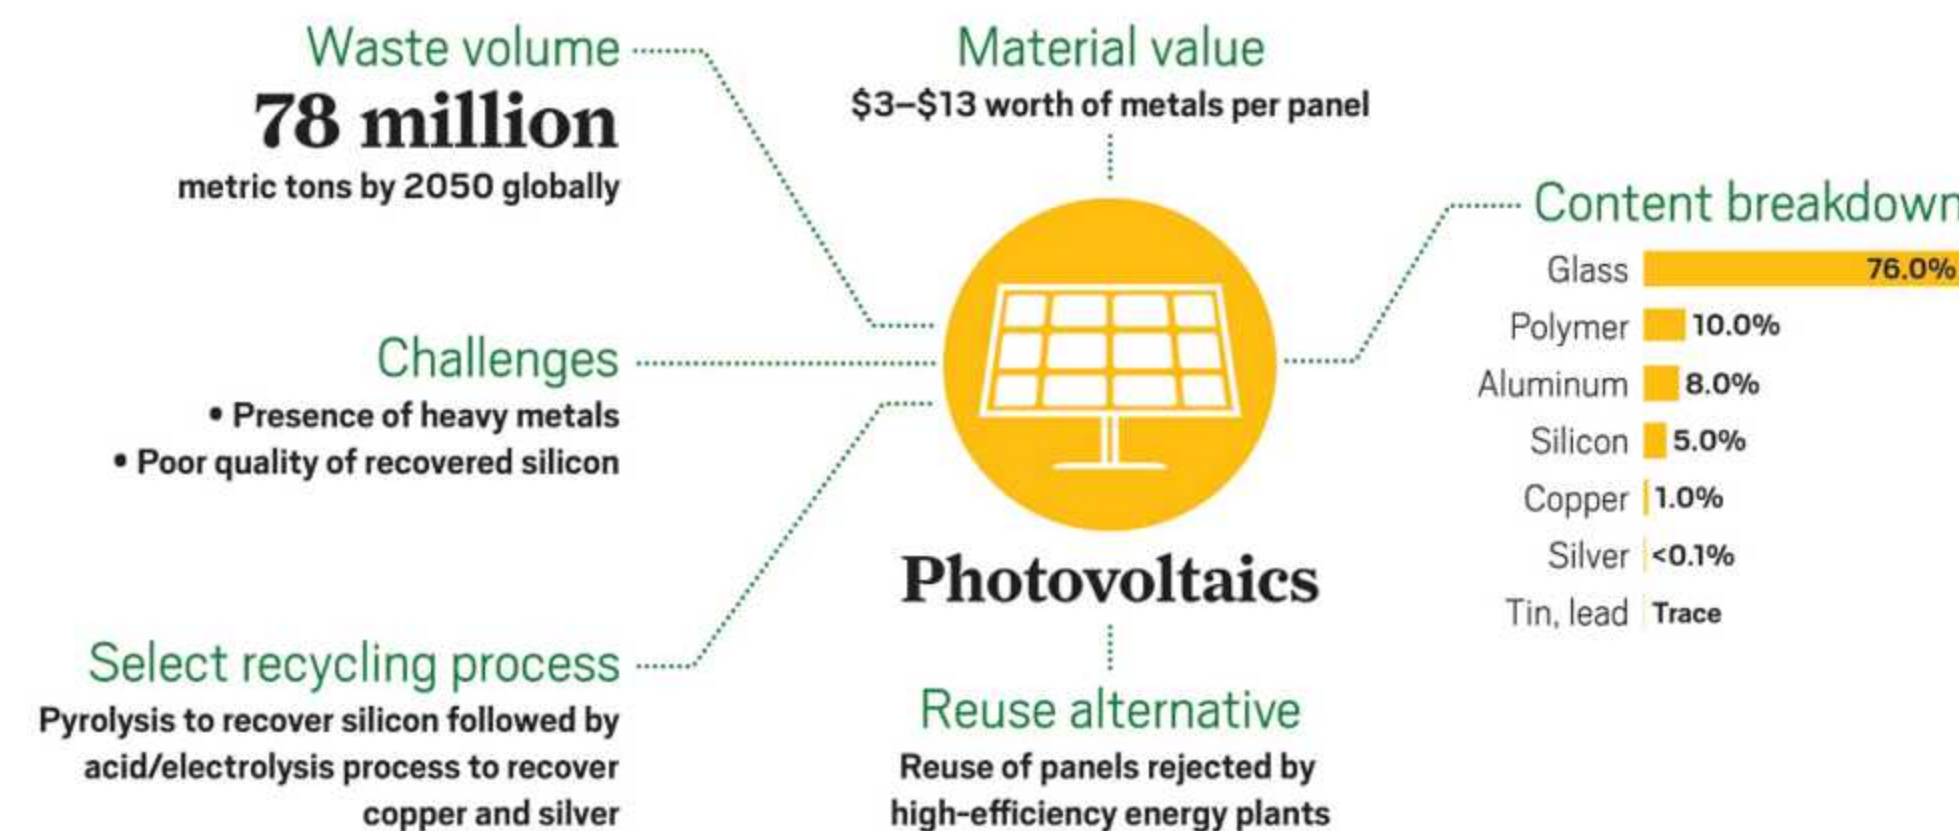 Waste volume
78 million
metric tons by 2050 globally
Material value
$3–$13 worth of metals per panel
Content breakdown
Glass 76.0%
Polymer 10.0%
Aluminum 8.0%
Silicon 5.0%
Copper 1.0%
Silver <0.1%
Tin, lead Trace
Challenges
• Presence of heavy metals
• Poor quality of recovered silicon
Photovoltaics
Select recycling process
Pyrolysis to recover silicon followed by
acid/electrolysis process to recover
copper and silver
Reuse alternative
Reuse of panels rejected by
high-efficiency energy plants